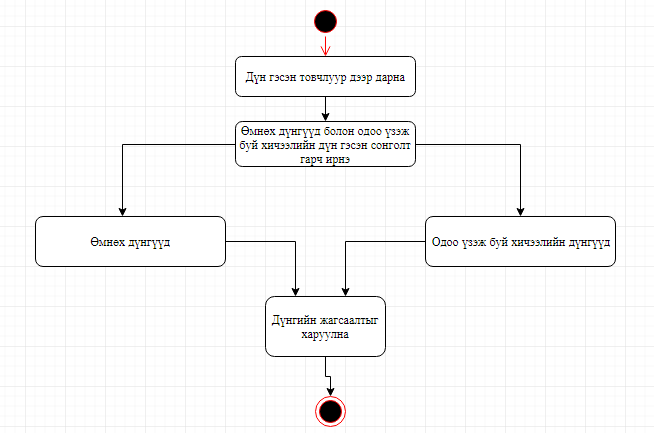 Дүн гэсэн товчлуур дээр дарна
Өмнөх дүнгүүд болон одоо үзэж
буй хичээлийн дүн гэсэн сонголт
гарч ирнэ
Өмнөх дүнгүүд
Одоо үзэж буй хичээлийн дүнгүүд
Дүнгийн жагсаалтыг
харуулна